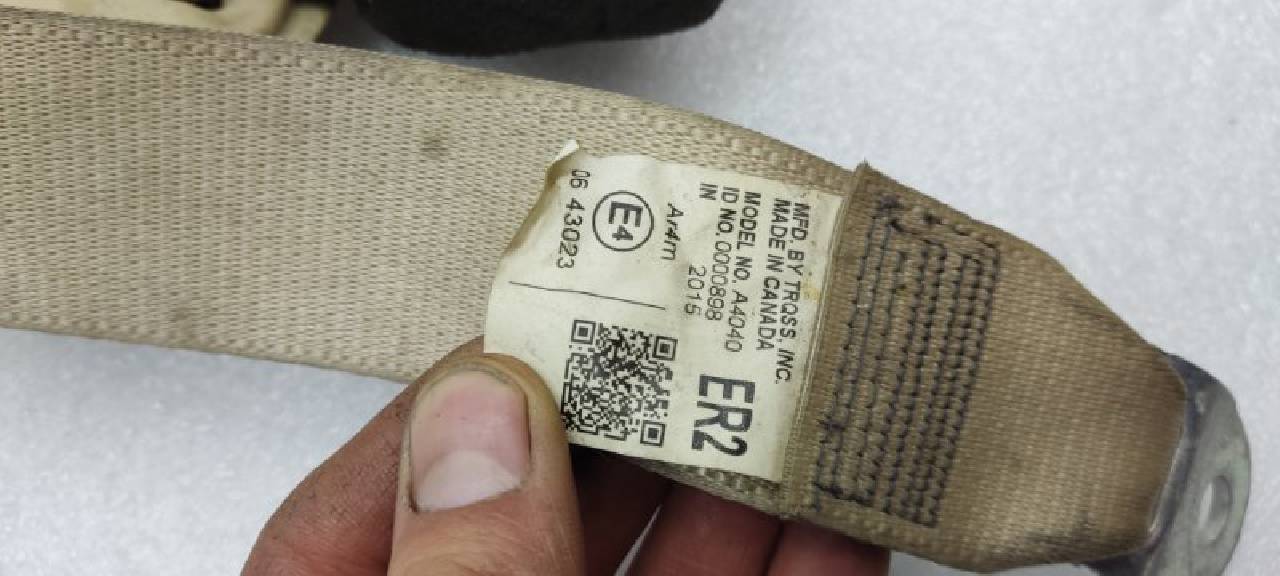 MFD. BY TRQSS, INC.
MADE IN CANADA
MODEL NO. A4040
ID NO. 0000898
IN 2015
ER2
Ar4m
E4
06 43023